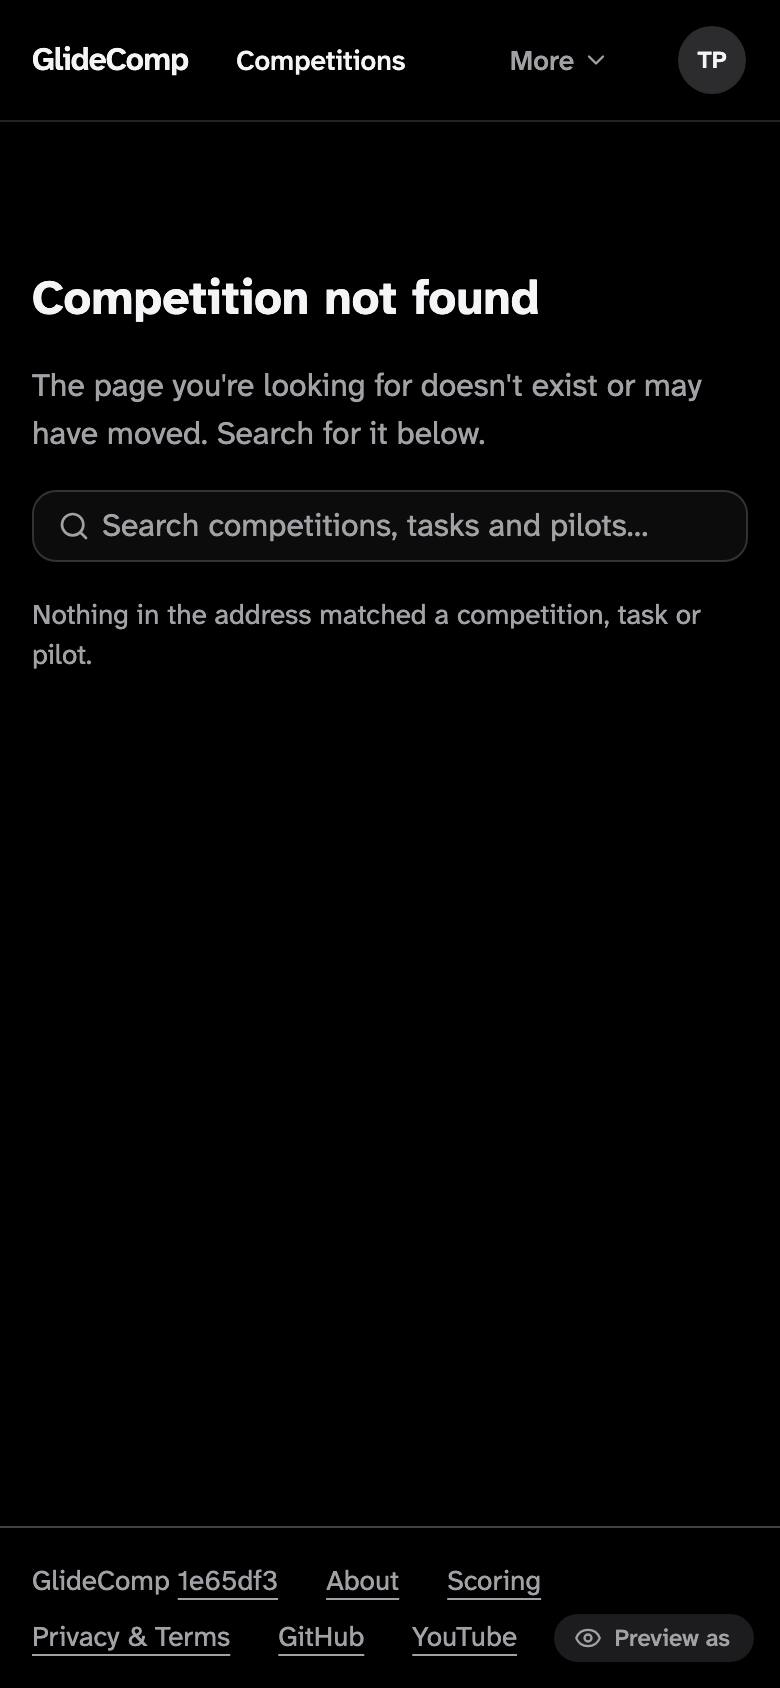 GlideComp Competitions More TP
Competition not found
The page you're looking for doesn't exist or may
have moved. Search for it below.
Search competitions, tasks and pilots...
Nothing in the address matched a competition, task or
pilot.
GlideComp 1e65df3 About Scoring
Privacy & Terms GitHub YouTube Preview as